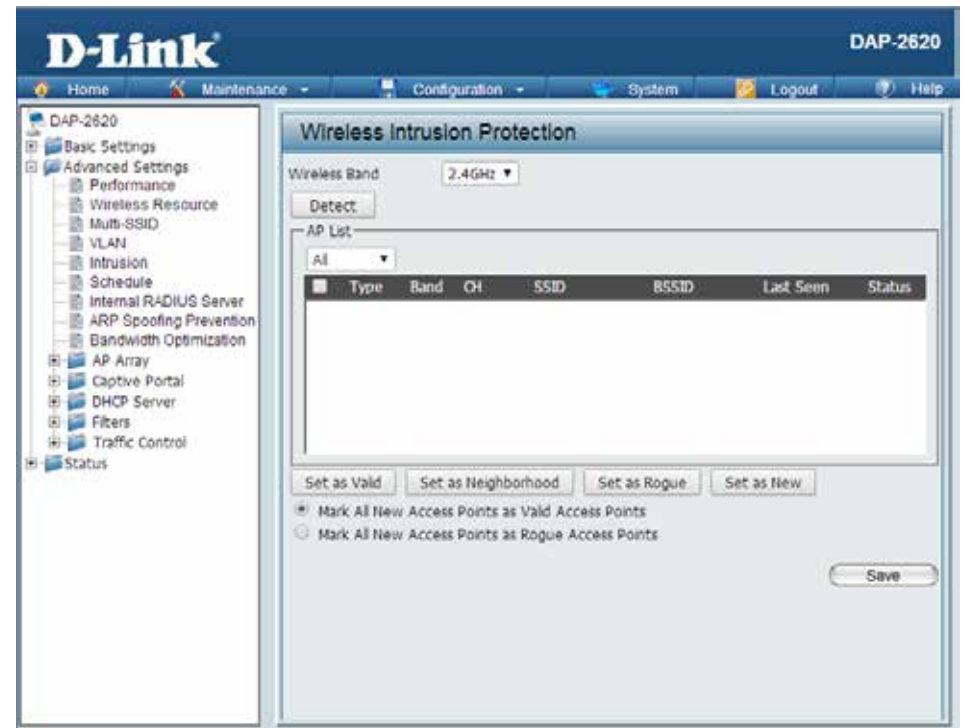 D-Link
DAP-2620
Home Maintenance Configuration System Logout Help
DAP-2620
Basic Settings
Advanced Settings
Performance
Wireless Resource
Multi-SSID
VLAN
Intrusion
Schedule
Internal RADIUS Server
ARP Spoofing Prevention
Bandwidth Optimization
AP Array
Captive Portal
DHCP Server
Filters
Traffic Control
Status
Wireless Intrusion Protection
Wireless Band 2.4GHz
Detect
AP List
All
Type Band CH SSID BSSID Last Seen Status
Set as Valid Set as Neighborhood Set as Rogue Set as New
Mark All New Access Points as Valid Access Points
Mark All New Access Points as Rogue Access Points
Save